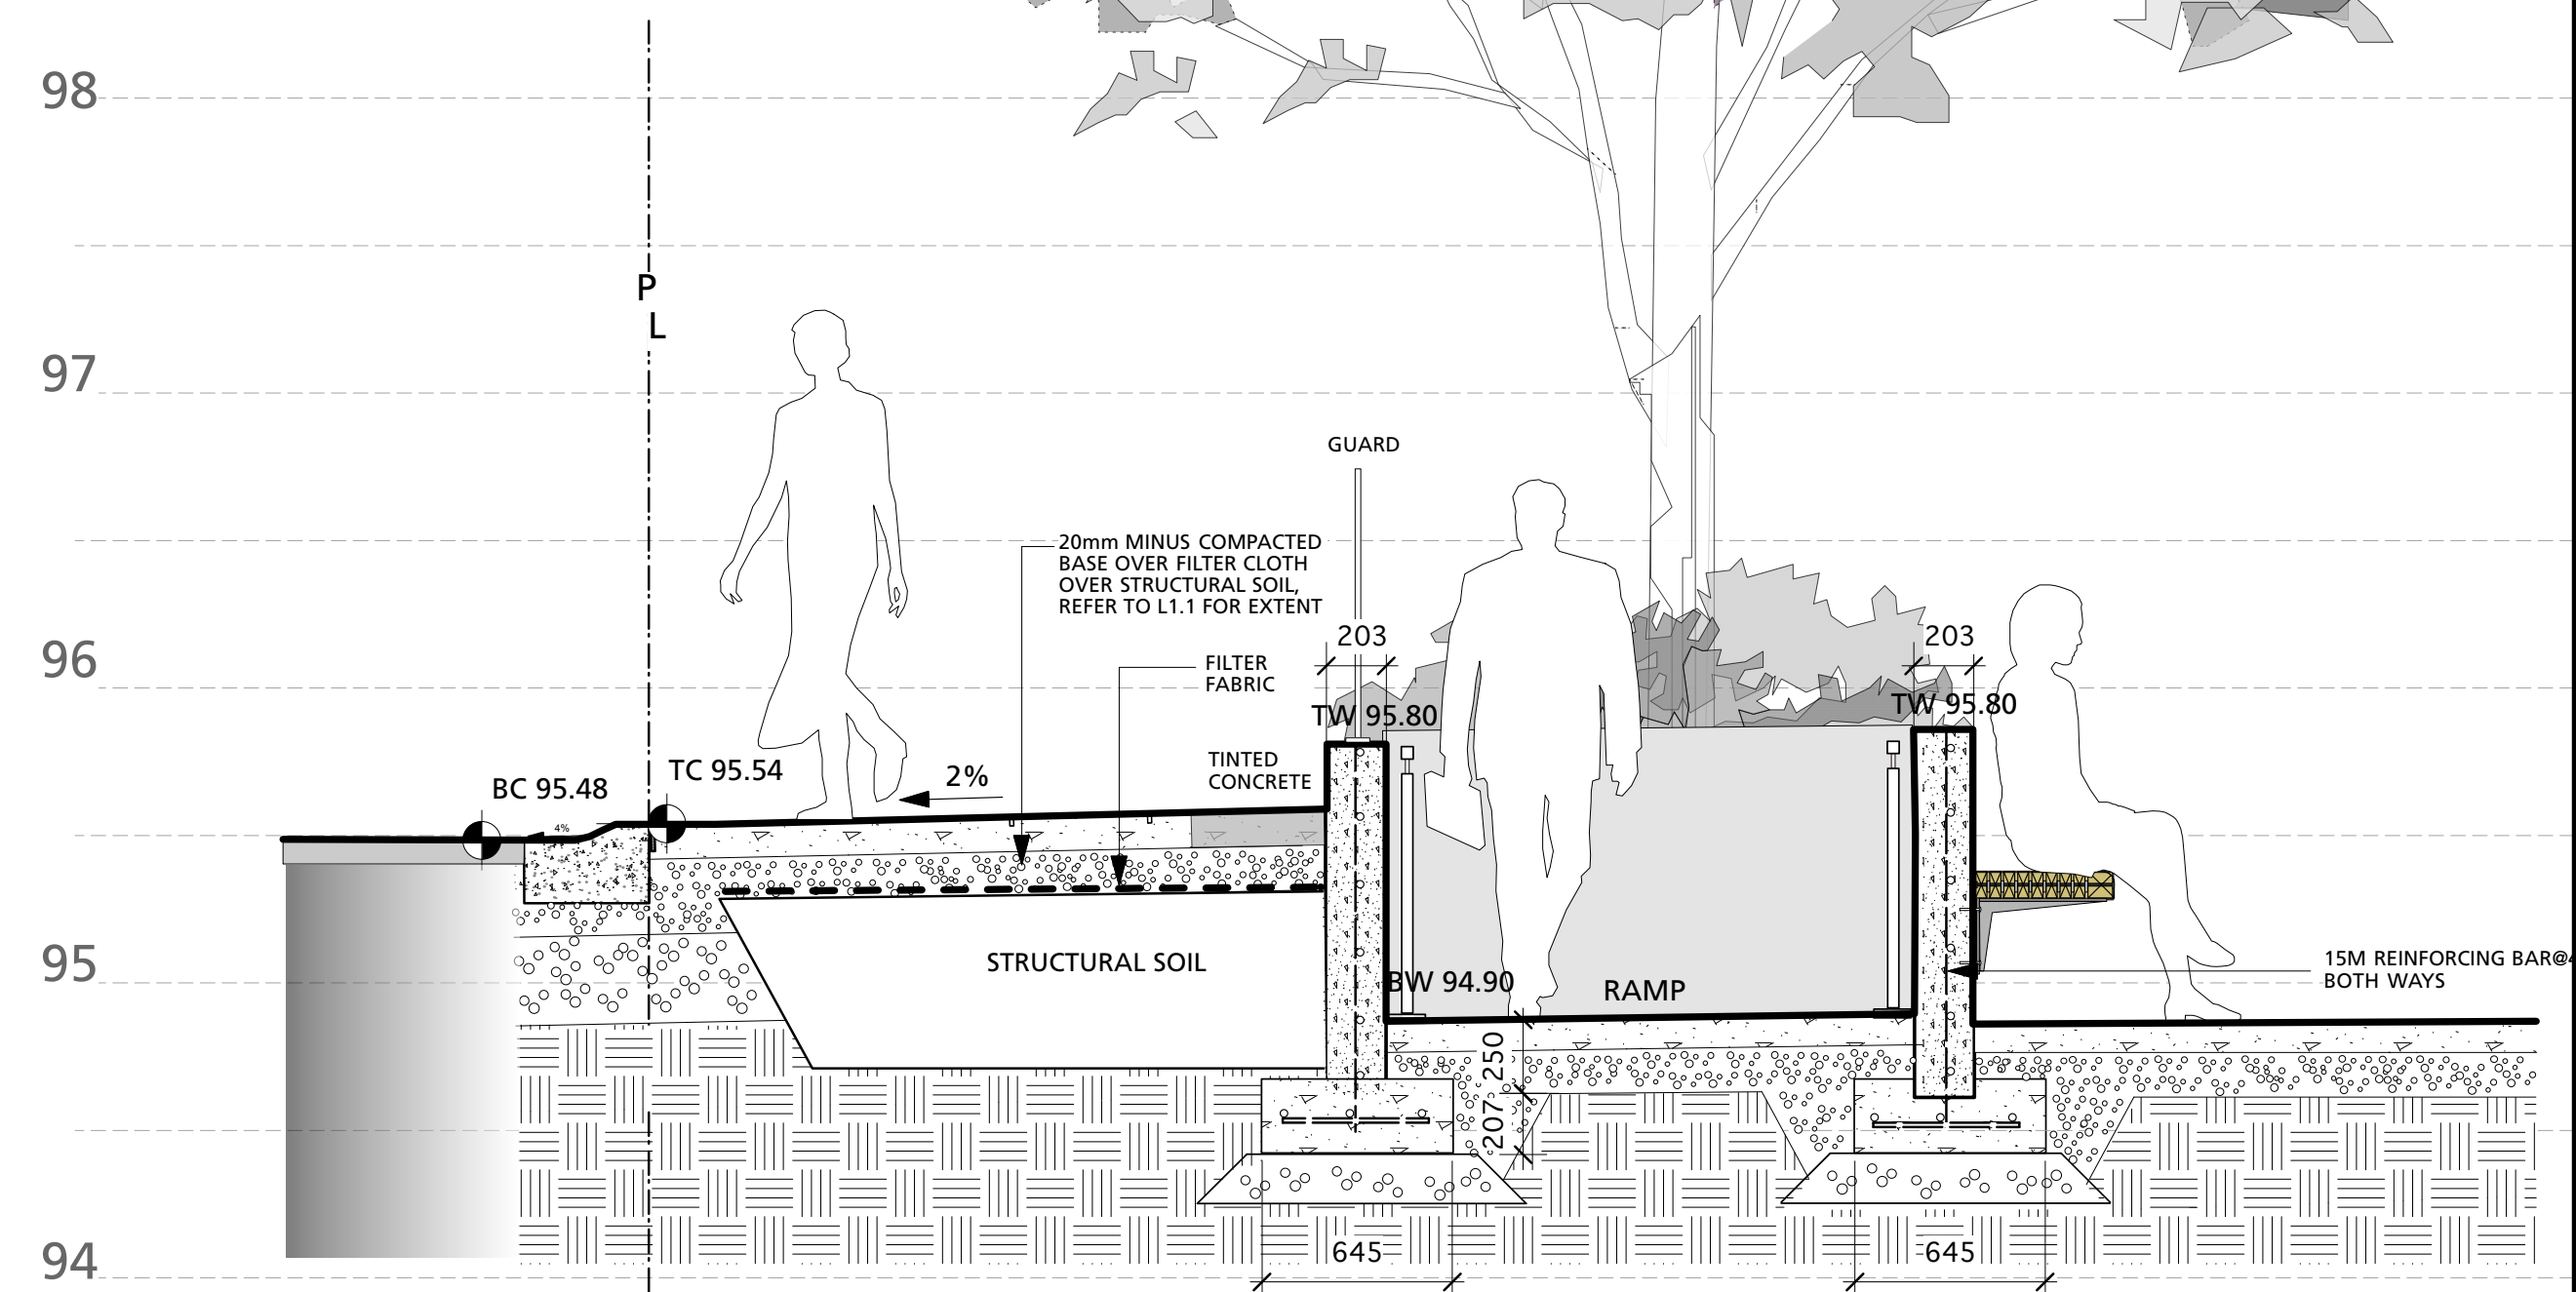 98
P
L
97
GUARD
20mm MINUS COMPACTED
BASE OVER FILTER CLOTH
OVER STRUCTURAL SOIL,
REFER TO L1.1 FOR EXTENT
96
203
203
FILTER
FABRIC
TW 95.80
TW 95.80
TINTED
CONCRETE
BC 95.48
TC 95.54
2%
4%
95
STRUCTURAL SOIL
BW 94.90
RAMP
15M REINFORCING BAR@4
BOTH WAYS
250
207
94
645
645